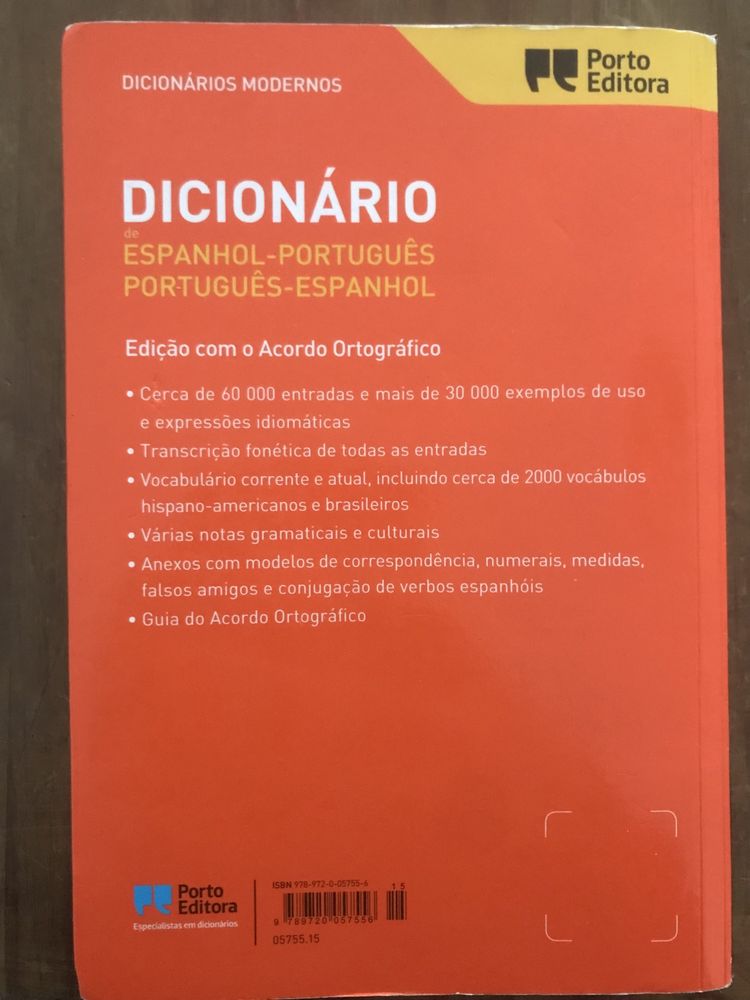 Porto
Editora
DICIONÁRIOS MODERNOS
DICIONÁRIO
de
ESPANHOL-PORTUGUÊS
PORTUGUÊS-ESPANHOL
Edição com o Acordo Ortográfico
• Cerca de 60 000 entradas e mais de 30 000 exemplos de uso
e expressões idiomáticas
• Transcrição fonética de todas as entradas
• Vocabulário corrente e atual, incluindo cerca de 2000 vocábulos
hispano-americanos e brasileiros
• Várias notas gramaticais e culturais
• Anexos com modelos de correspondência, numerais, medidas,
falsos amigos e conjugação de verbos espanhóis
• Guia do Acordo Ortográfico
Porto
Editora
Especialistas em dicionários
ISBN 978-972-0-05755-6
15
9 789720 057556
05755.15